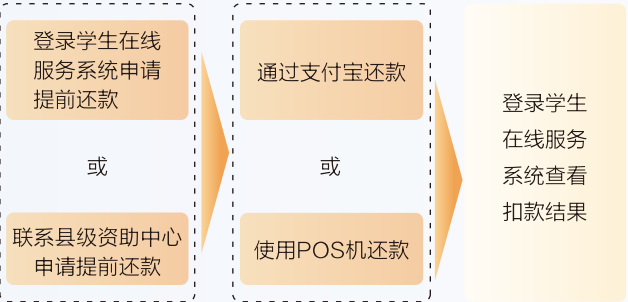 登录学生在线
服务系统申请
提前还款
或
联系县级资助中心
申请提前还款
通过支付宝还款
或
使用POS机还款
登录学生
在线服务
系统查看
扣款结果